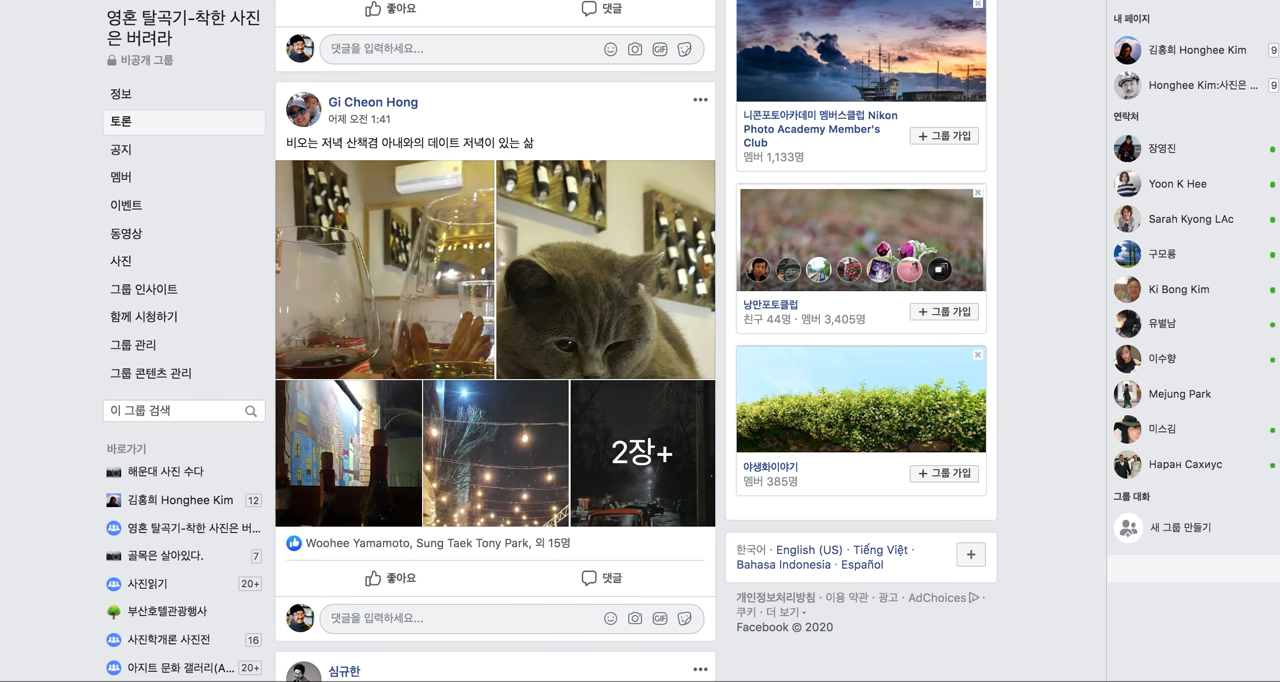 영혼 탈곡기-착한 사진
은 버려라
비공개 그룹
정보
토론
공지
멤버
이벤트
동영상
사진
그룹 인사이트
함께 시청하기
그룹 관리
그룹 콘텐츠 관리
이 그룹 검색
바로가기
해운대 사진 수다
김홍희 Honghee Kim 12
영혼 탈곡기-착한 사진은 버...
골목은 살아있다. 7
사진읽기 20+
부산호텔관광행사
사진학개론 사진전 16
아지트 문화 갤러리(A... 20+
좋아요 댓글
댓글을 입력하세요... GIF
Gi Cheon Hong
어제 오전 1:41
비오는 저녁 산책겸 아내와의 데이트 저녁이 있는 삶
2장+
Woohee Yamamoto, Sung Taek Tony Park, 외 15명
좋아요 댓글
댓글을 입력하세요... GIF
심규한
니콘포토아카데미 멤버스클럽 Nikon
Photo Academy Member's
Club
멤버 1,133명
+ 그룹 가입
낭만포토클럽
친구 44명 · 멤버 3,405명
+ 그룹 가입
야생화이야기
멤버 385명
+ 그룹 가입
한국어 · English (US) · Tiếng Việt ·
Bahasa Indonesia · Español
+
개인정보처리방침 · 이용 약관 · 광고 · AdChoices ·
쿠키 · 더 보기
Facebook © 2020
내 페이지
김홍희 Honghee Kim 9
Honghee Kim:사진은 ... 9
연락처
장영진
Yoon K Hee
Sarah Kyong LAc
구모룡
Ki Bong Kim
유별남
이수향
Mejung Park
미스김
Наран Сахиус
그룹 대화
새 그룹 만들기